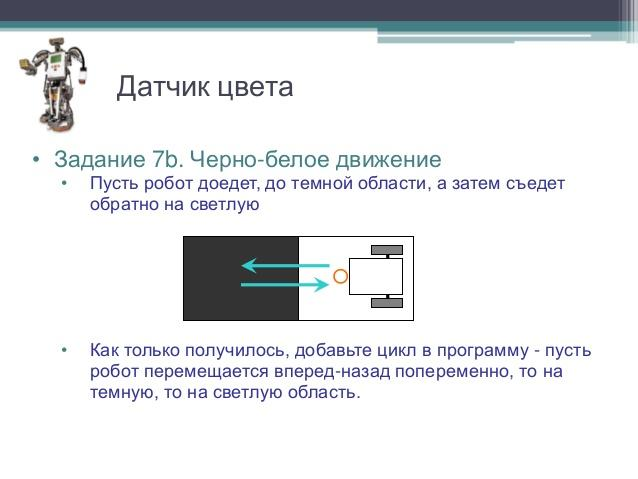 Датчик цвета
• Задание 7b. Черно-белое движение
• Пусть робот доедет, до темной области, а затем съедет
обратно на светлую
• Как только получилось, добавьте цикл в программу - пусть
робот перемещается вперед-назад попеременно, то на
темную, то на светлую область.